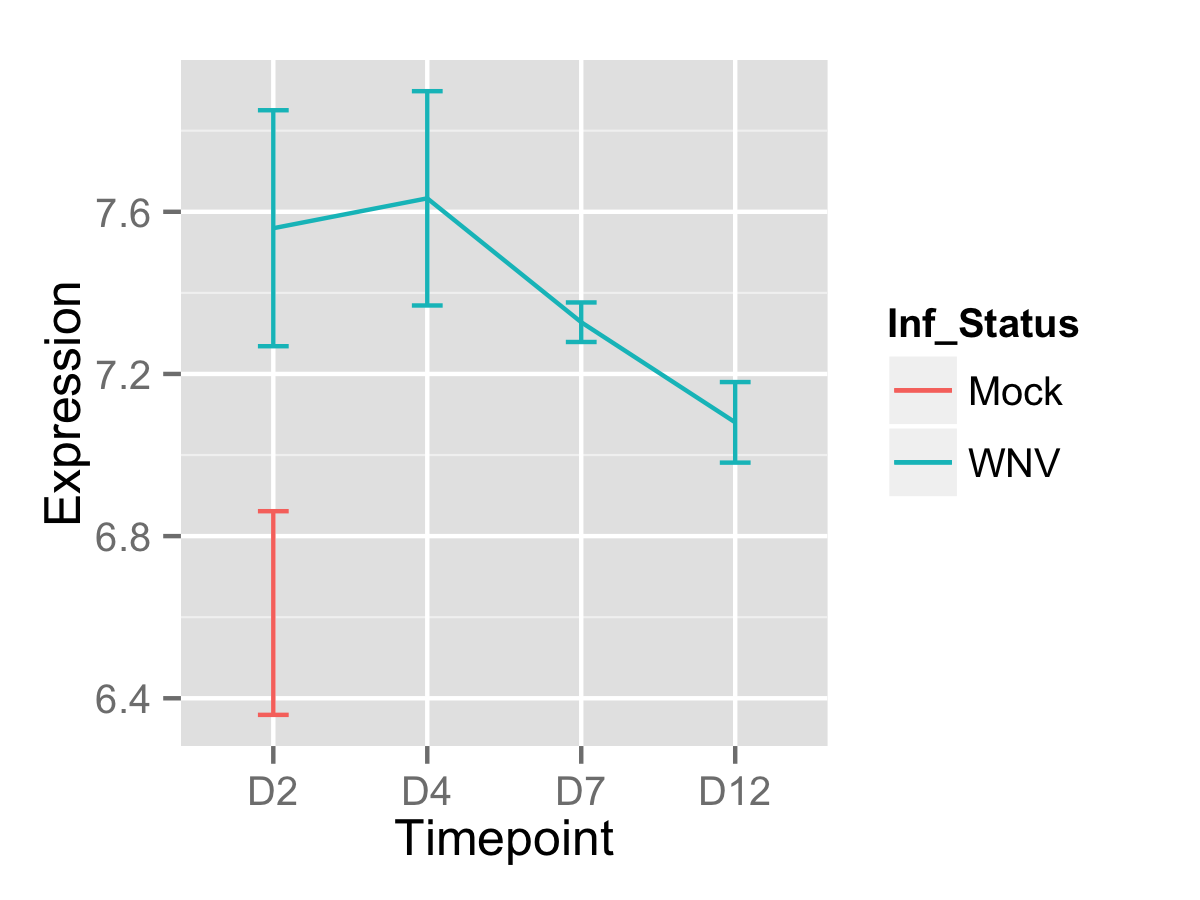 Expression
7.6
7.2
6.8
6.4
D2 D4 D7 D12
Timepoint
Inf_Status
Mock
WNV